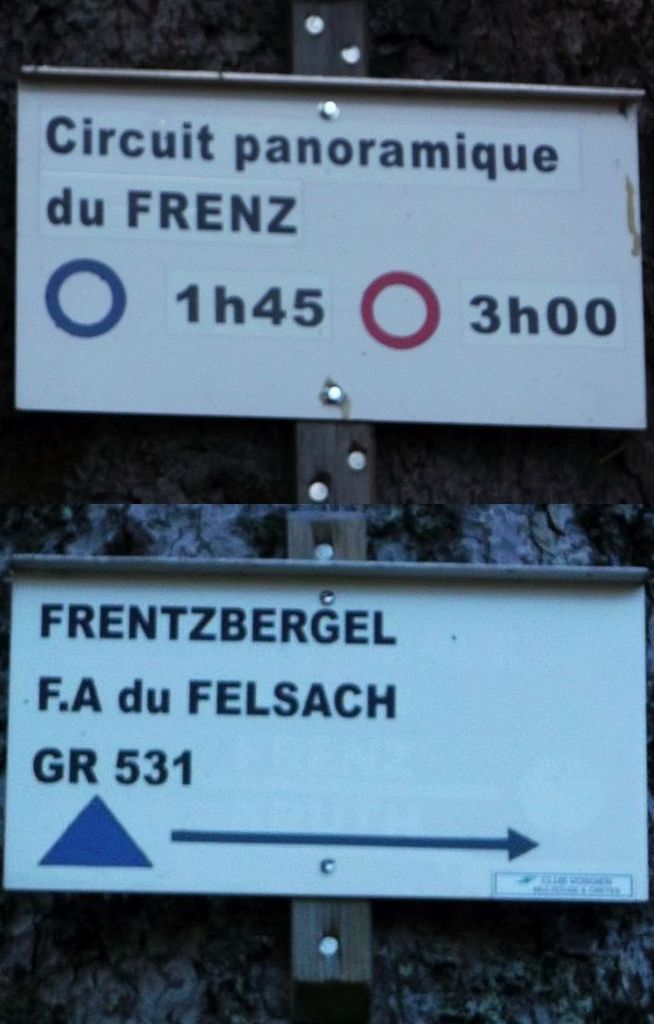 Circuit panoramique
du FRENZ
1h45 3h00
FRENTZBERGEL
F.A du FELSACH
GR 531
CLUB VOSGIEN